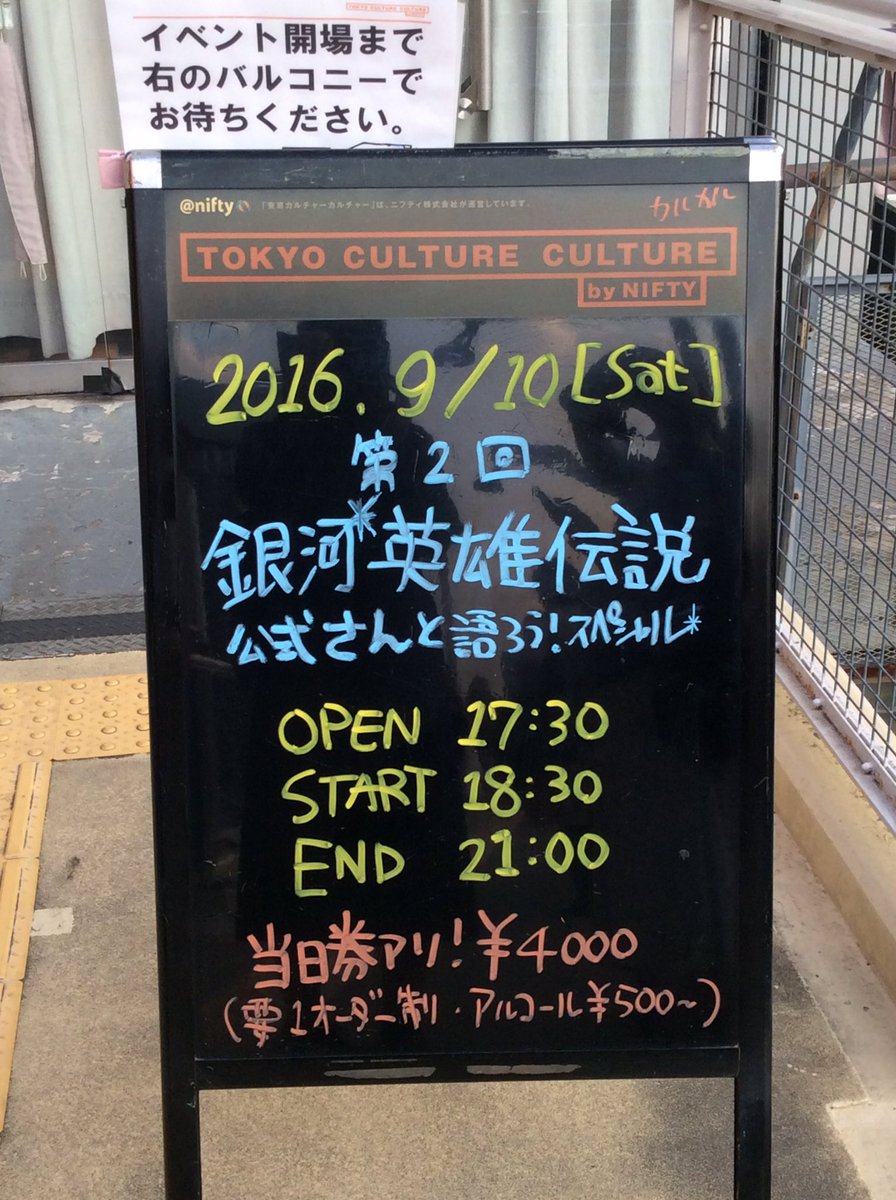 イベント開場まで
右のバルコニーで
お待ちください。
@nifty 「東京カルチャーカルチャー」は、ニフティ株式会社が運営しています。
カルカル
TOKYO CULTURE CULTURE
by NIFTY
2016.9/10[Sat]
第2回
銀河*英雄伝説
公式さんと語ろう!スペシャル*
OPEN 17:30
START 18:30
END 21:00
当日券アリ!¥4000
(要1オーダー制・アルコール¥500~)